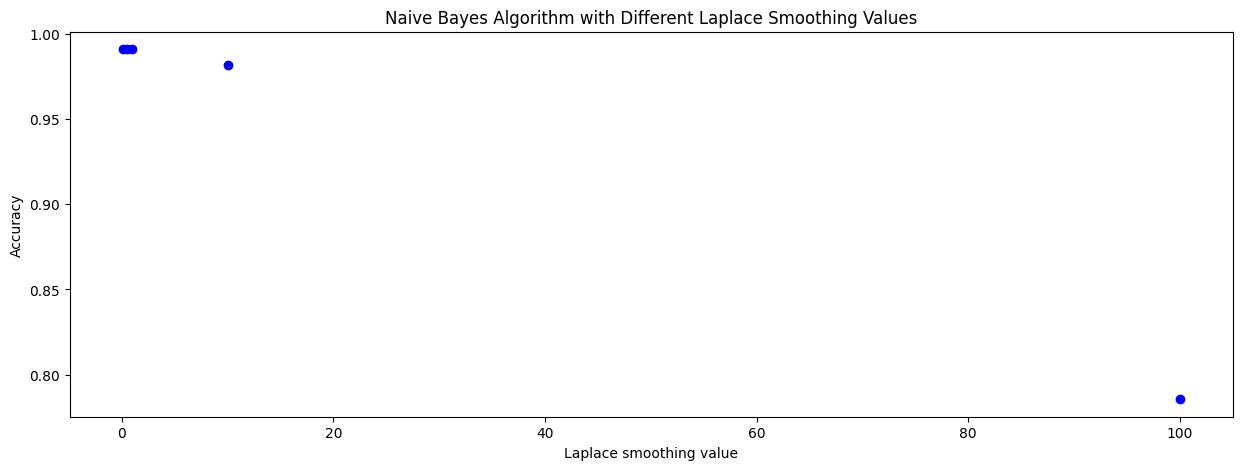 Naive Bayes Algorithm with Different Laplace Smoothing Values
1.00
0.95
0.90
0.85
0.80
Accuracy
0 20 40 60 80 100
Laplace smoothing value